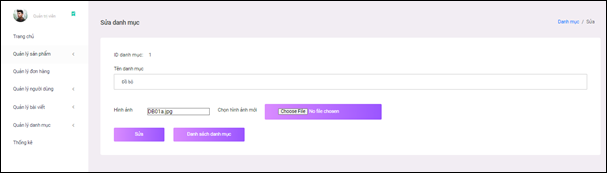 Quản trị viên
Trang chủ
Quản lý sản phẩm
Quản lý đơn hàng
Quản lý người dùng
Quản lý bài viết
Quản lý danh mục
Thống kê
Sửa danh mục
Danh mục / Sửa
ID danh mục: 1
Tên danh mục
Đồ bộ
Hình ảnh DB01a.jpg Chọn hình ảnh mới Choose File No file chosen
Sửa Danh sách danh mục